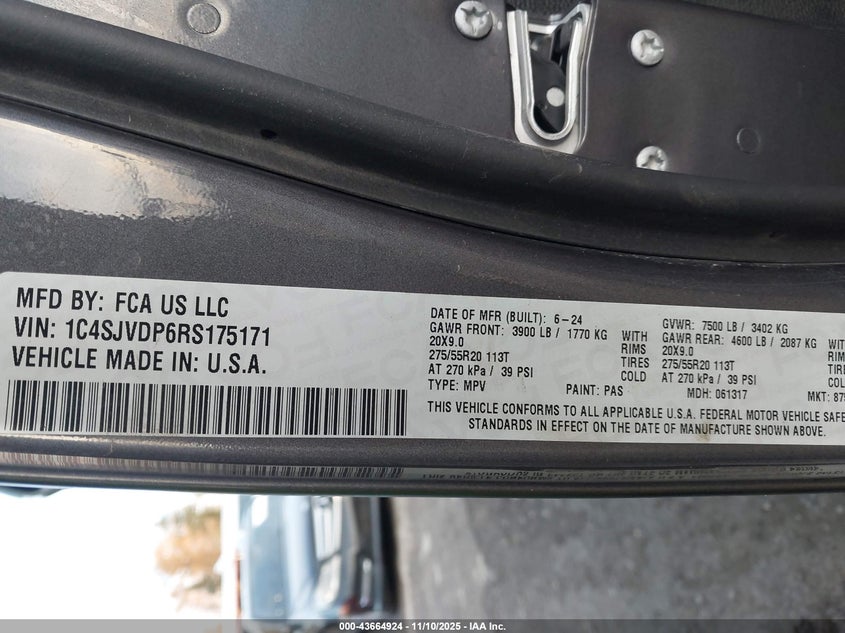 MFD BY: FCA US LLC
VIN: 1C4SJVDP6RS175171
VEHICLE MADE IN: U.S.A.
DATE OF MFR (BUILT): 6-24
GVWR: 7500 LB / 3402 KG
GAWR FRONT: 3900 LB / 1770 KG WITH GAWR REAR: 4600 LB / 2087 KG WITH
20X9.0 RIMS 20X9.0 RIMS
275/55R20 113T TIRES 275/55R20 113T
AT 270 kPa / 39 PSI COLD AT 270 kPa / 39 PSI
TYPE: MPV PAINT: PAS MDH: 061317 MKT:
THIS VEHICLE CONFORMS TO ALL APPLICABLE U.S.A. FEDERAL MOTOR VEHICLE
STANDARDS IN EFFECT ON THE DATE OF MANUFACTURE SHOWN ABOVE.
000-43664924 | 11/10/2025 - IAA Inc.